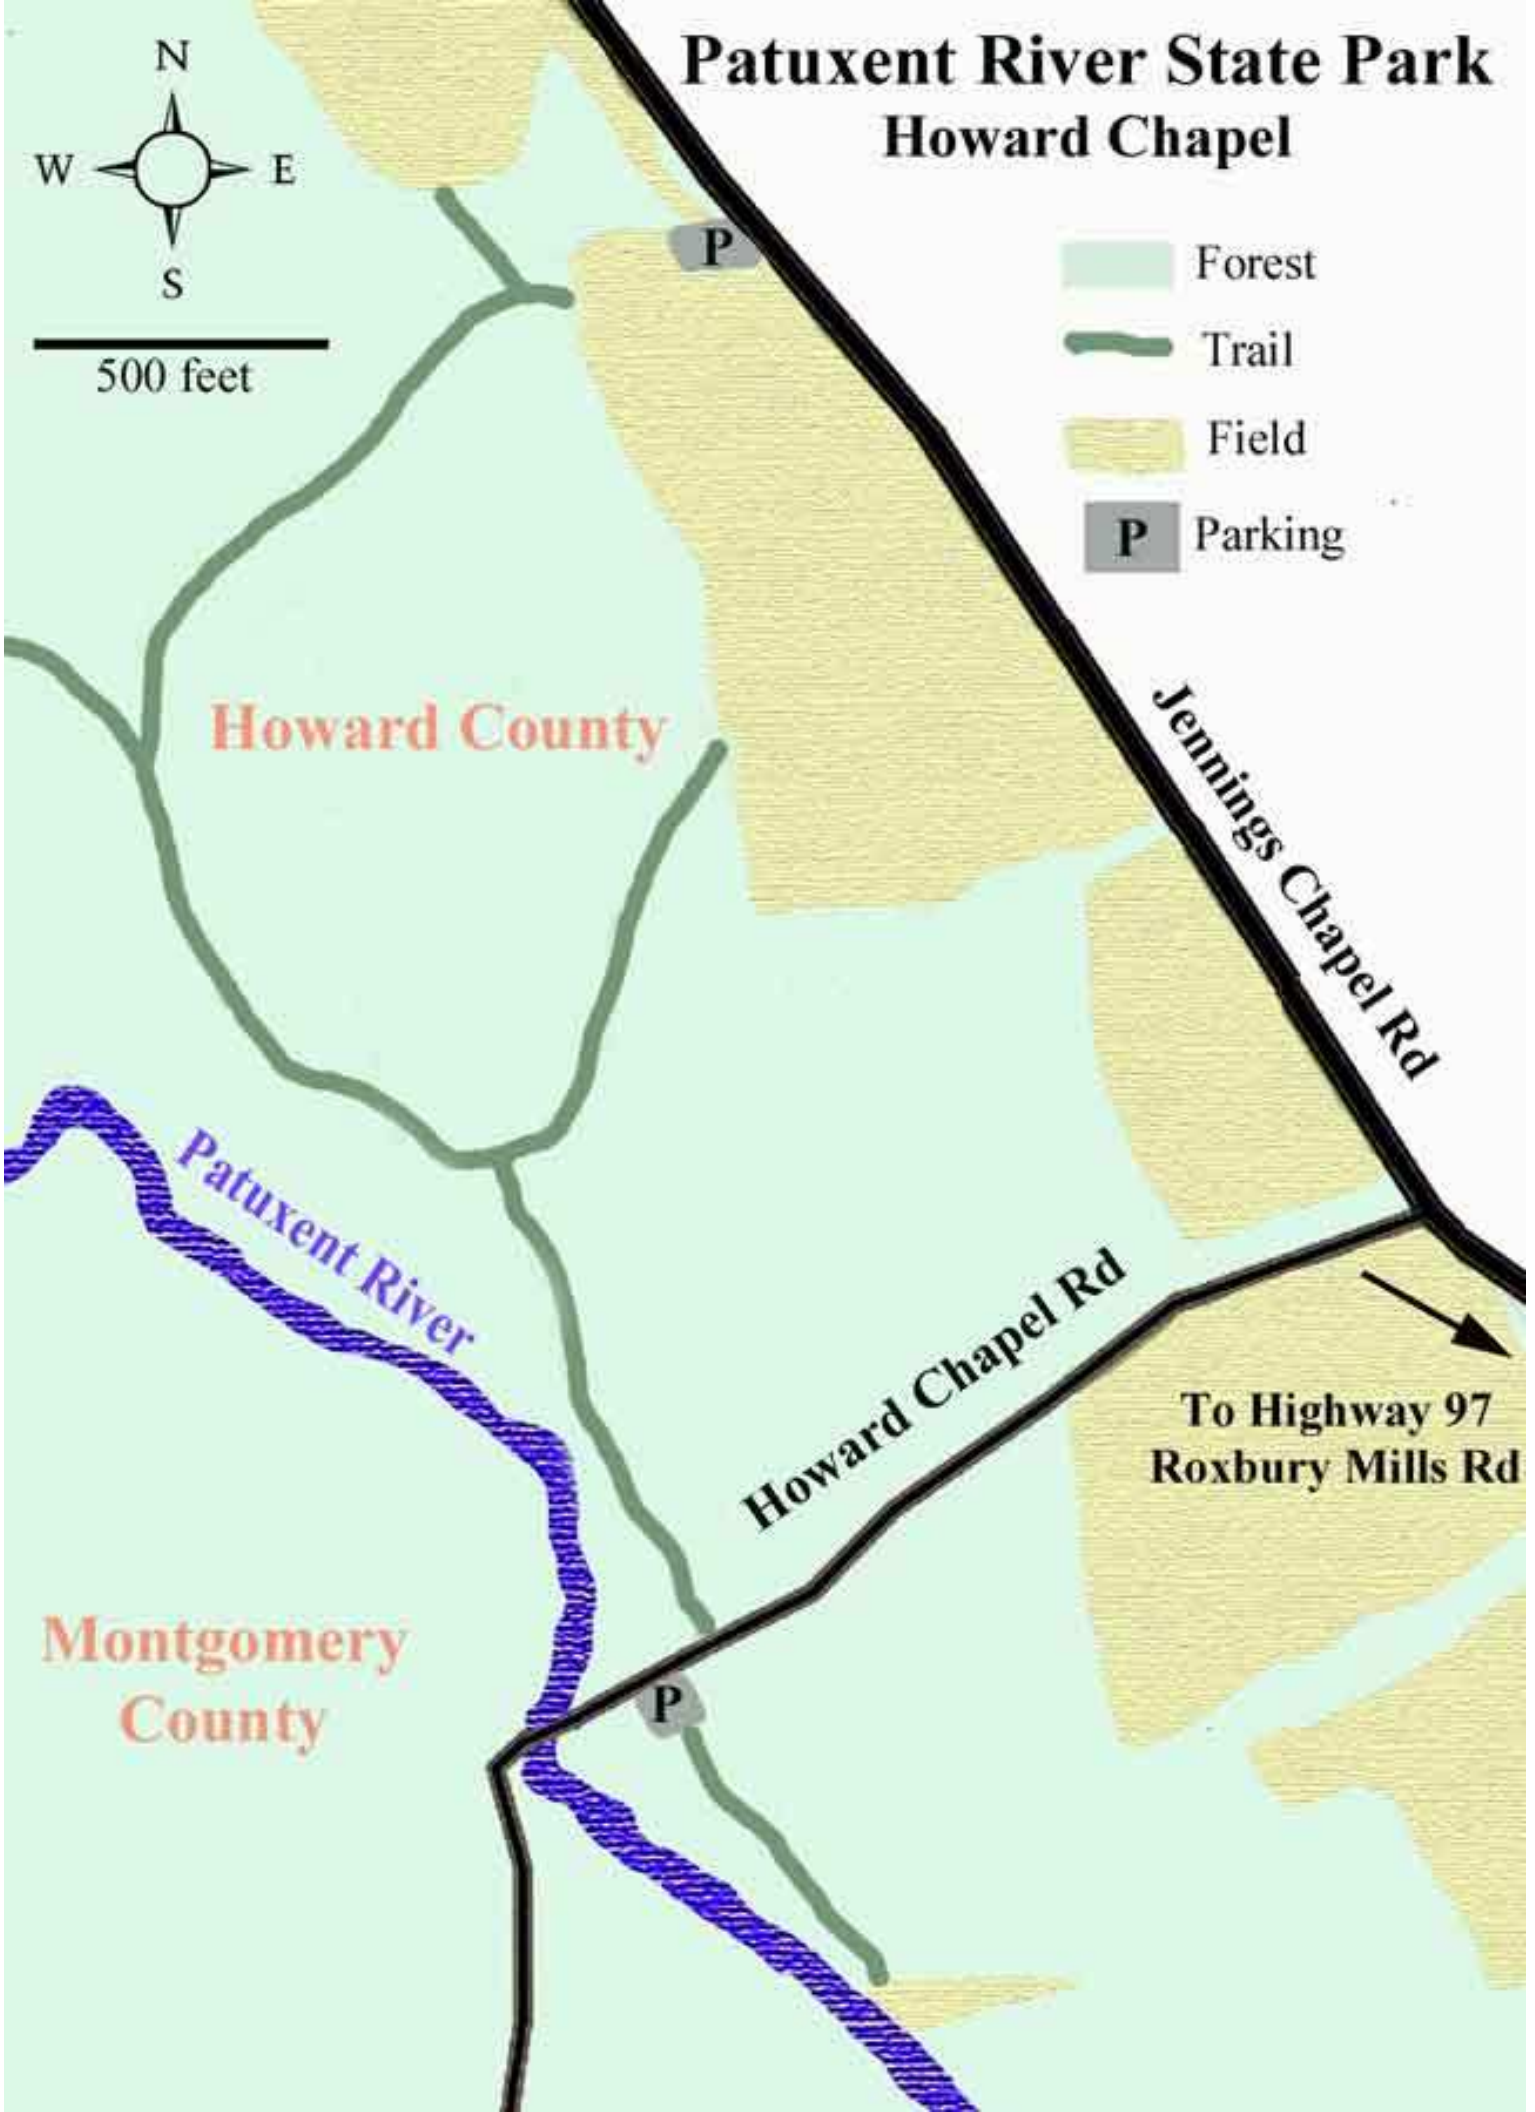 Patuxent River State Park
Howard Chapel
N
W
E
S
500 feet
Forest
Trail
Field
P
Parking
P
Howard County
Jennings Chapel Rd
Patuxent River
Howard Chapel Rd
To Highway 97
Roxbury Mills Rd
Montgomery
County
P